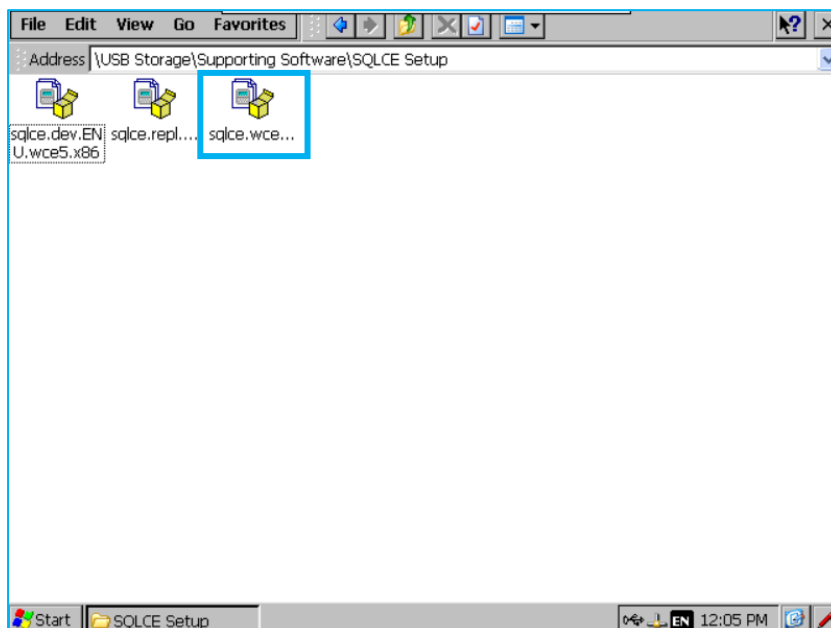 File Edit View Go Favorites
Address \USB Storage\Supporting Software\SQLCE Setup
sqlce.dev.EN
U.wce5.x86
sqlce.repl....
sqlce.wce...
Start
SQLCE Setup
EN 12:05 PM